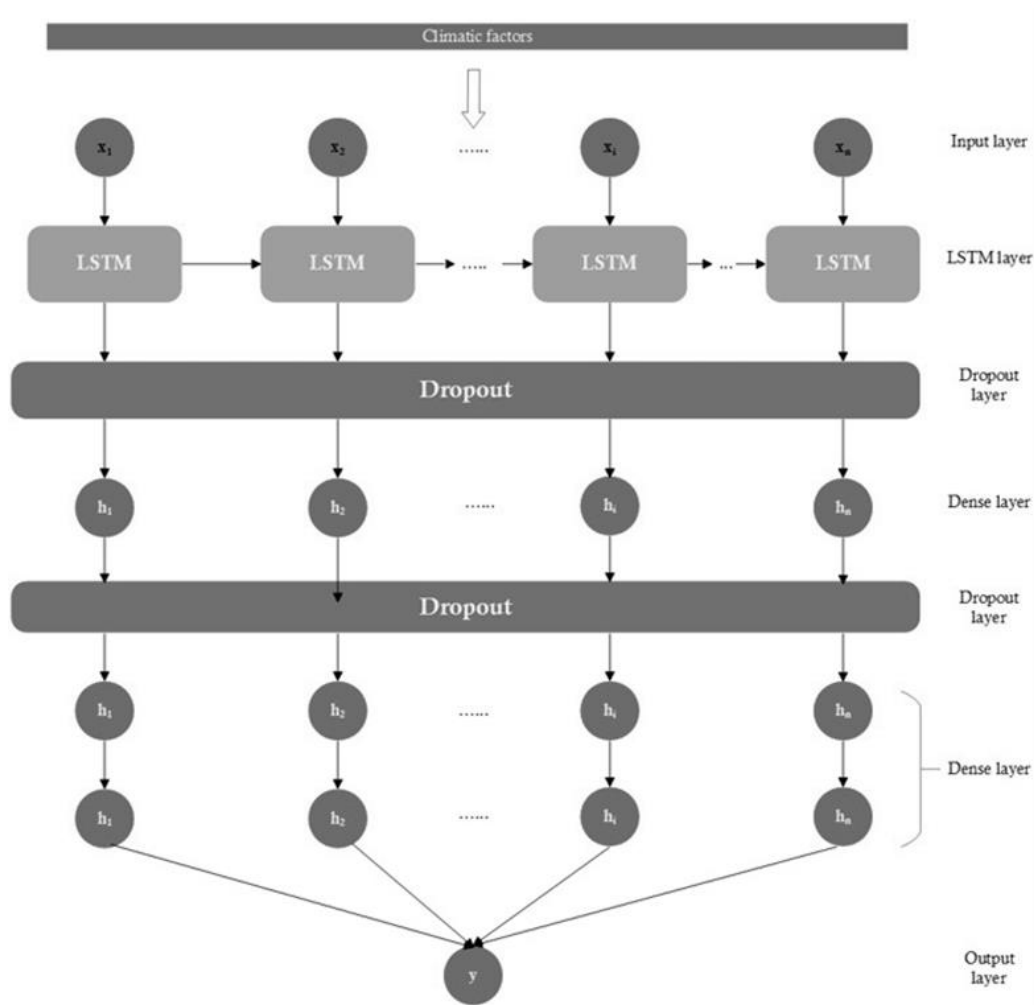 Climatic factors
x₁ x₂ ...... xᵢ xₙ Input layer
LSTM LSTM ..... LSTM ... LSTM LSTM layer
Dropout Dropout
layer
h₁ h₂ ...... hᵢ hₙ Dense layer
Dropout Dropout
layer
h₁ h₂ ...... hᵢ hₙ
Dense layer
h₁ h₂ ...... hᵢ hₙ
y Output
layer